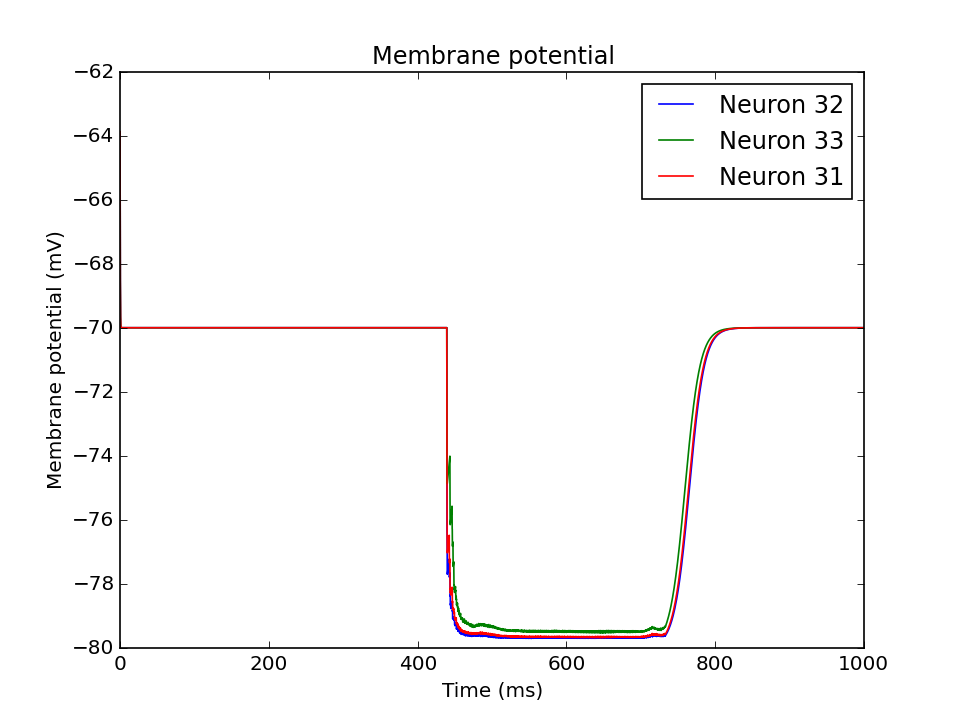 Membrane potential
−62
−64
−66
−68
−70
−72
−74
−76
−78
−80
Membrane potential (mV)
Neuron 32
Neuron 33
Neuron 31
0 200 400 600 800 1000
Time (ms)